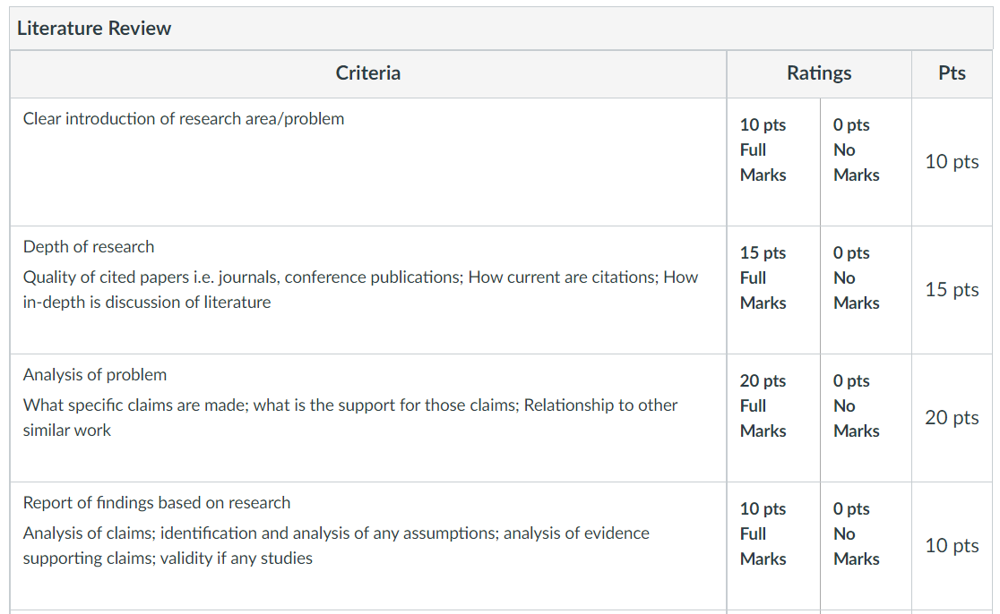 Literature Review
Criteria
Ratings
Pts
Clear introduction of research area/problem
10 pts
Full
Marks
0 pts
No
Marks
10 pts
Depth of research
Quality of cited papers i.e. journals, conference publications; How current are citations; How
in-depth is discussion of literature
15 pts
Full
Marks
0 pts
No
Marks
15 pts
Analysis of problem
What specific claims are made; what is the support for those claims; Relationship to other
similar work
20 pts
Full
Marks
0 pts
No
Marks
20 pts
Report of findings based on research
Analysis of claims; identification and analysis of any assumptions; analysis of evidence
supporting claims; validity if any studies
10 pts
Full
Marks
0 pts
No
Marks
10 pts